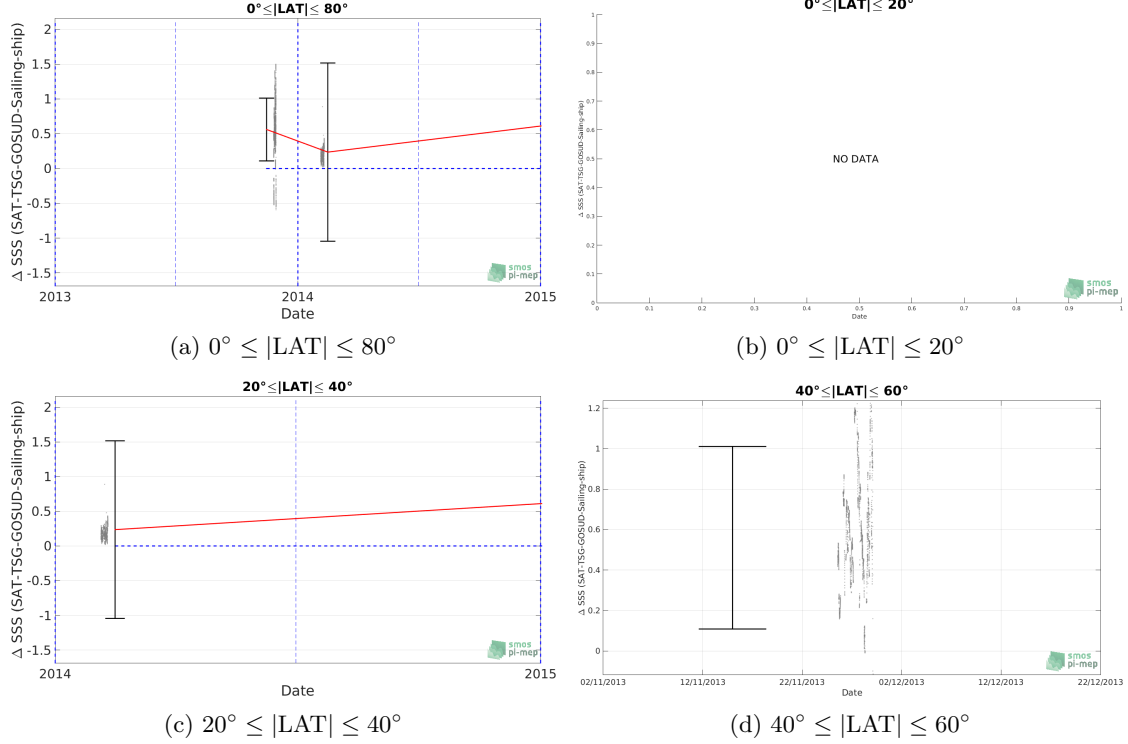 0°≤|LAT|≤ 80°
Δ SSS (SAT-TSG-GOSUD-Sailing-ship)
2
1.5
1
0.5
0
-0.5
-1
-1.5
2013
2014
2015
Date
smos
pi-mep
(a) 0° ≤ |LAT| ≤ 80°
0°≤|LAT|≤ 20°
Δ SSS (SAT-TSG-GOSUD-Sailing-ship)
1
0.9
0.8
0.7
0.6
0.5
0.4
0.3
0.2
0.1
0
NO DATA
0
0.1
0.2
0.3
0.4
0.5
0.6
0.7
0.8
0.9
1
Date
smos
pi-mep
(b) 0° ≤ |LAT| ≤ 20°
20°≤|LAT|≤ 40°
Δ SSS (SAT-TSG-GOSUD-Sailing-ship)
2
1.5
1
0.5
0
-0.5
-1
-1.5
2014
2015
Date
smos
pi-mep
(c) 20° ≤ |LAT| ≤ 40°
40°≤|LAT|≤ 60°
Δ SSS (SAT-TSG-GOSUD-Sailing-ship)
1.2
1
0.8
0.6
0.4
0.2
0
02/11/2013
12/11/2013
22/11/2013
02/12/2013
12/12/2013
22/12/2013
Date
smos
pi-mep
(d) 40° ≤ |LAT| ≤ 60°